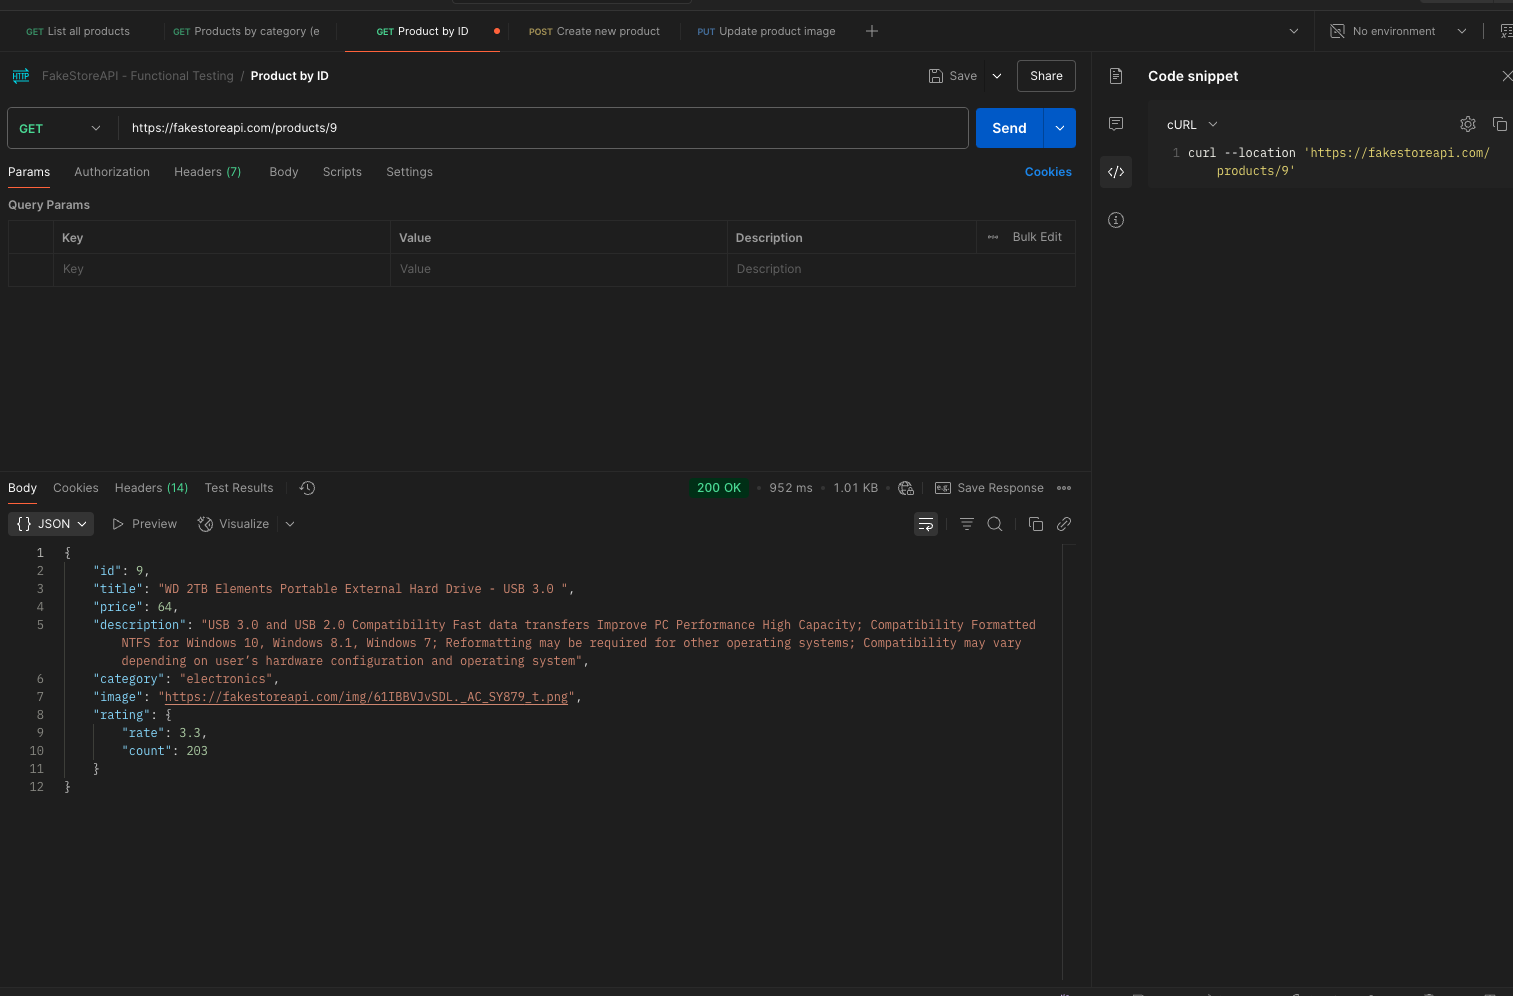 GET List all products
GET Products by category (e
GET Product by ID
POST Create new product
PUT Update product image
No environment
HTTP FakeStoreAPI - Functional Testing / Product by ID
Save
Share
GET
https://fakestoreapi.com/products/9
Send
Params Authorization Headers (7) Body Scripts Settings
Cookies
Query Params
Key Value Description Bulk Edit
Key Value Description
Body Cookies Headers (14) Test Results
200 OK • 952 ms • 1.01 KB • e.g. Save Response
{} JSON Preview Visualize
1 {
2 "id": 9,
3 "title": "WD 2TB Elements Portable External Hard Drive - USB 3.0 ",
4 "price": 64,
5 "description": "USB 3.0 and USB 2.0 Compatibility Fast data transfers Improve PC Performance High Capacity; Compatibility Formatted
NTFS for Windows 10, Windows 8.1, Windows 7; Reformatting may be required for other operating systems; Compatibility may vary
depending on user’s hardware configuration and operating system",
6 "category": "electronics",
7 "image": "https://fakestoreapi.com/img/61IBBVJvSDL._AC_SY879_t.png",
8 "rating": {
9 "rate": 3.3,
10 "count": 203
11 }
12 }
Code snippet
cURL
1 curl --location 'https://fakestoreapi.com/
products/9'